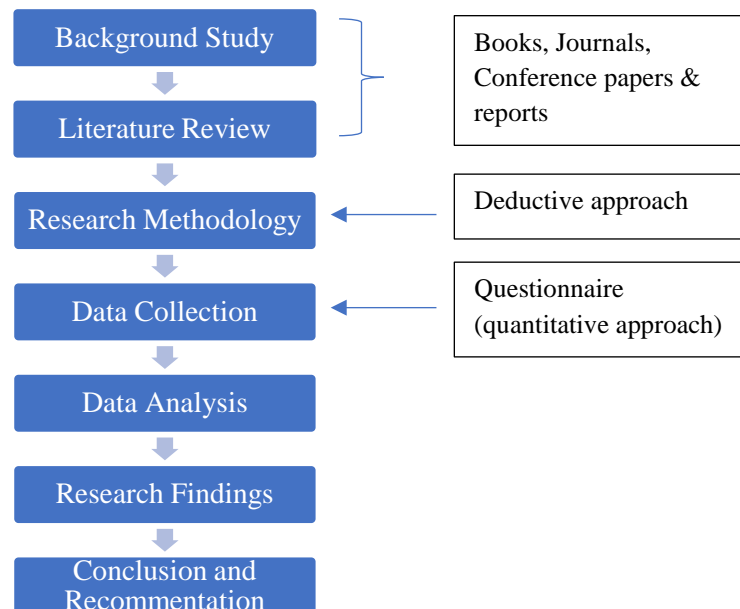 Background Study
Literature Review
Books, Journals,
Conference papers &
reports
Research Methodology
Deductive approach
Data Collection
Questionnaire
(quantitative approach)
Data Analysis
Research Findings
Conclusion and
Recommentation